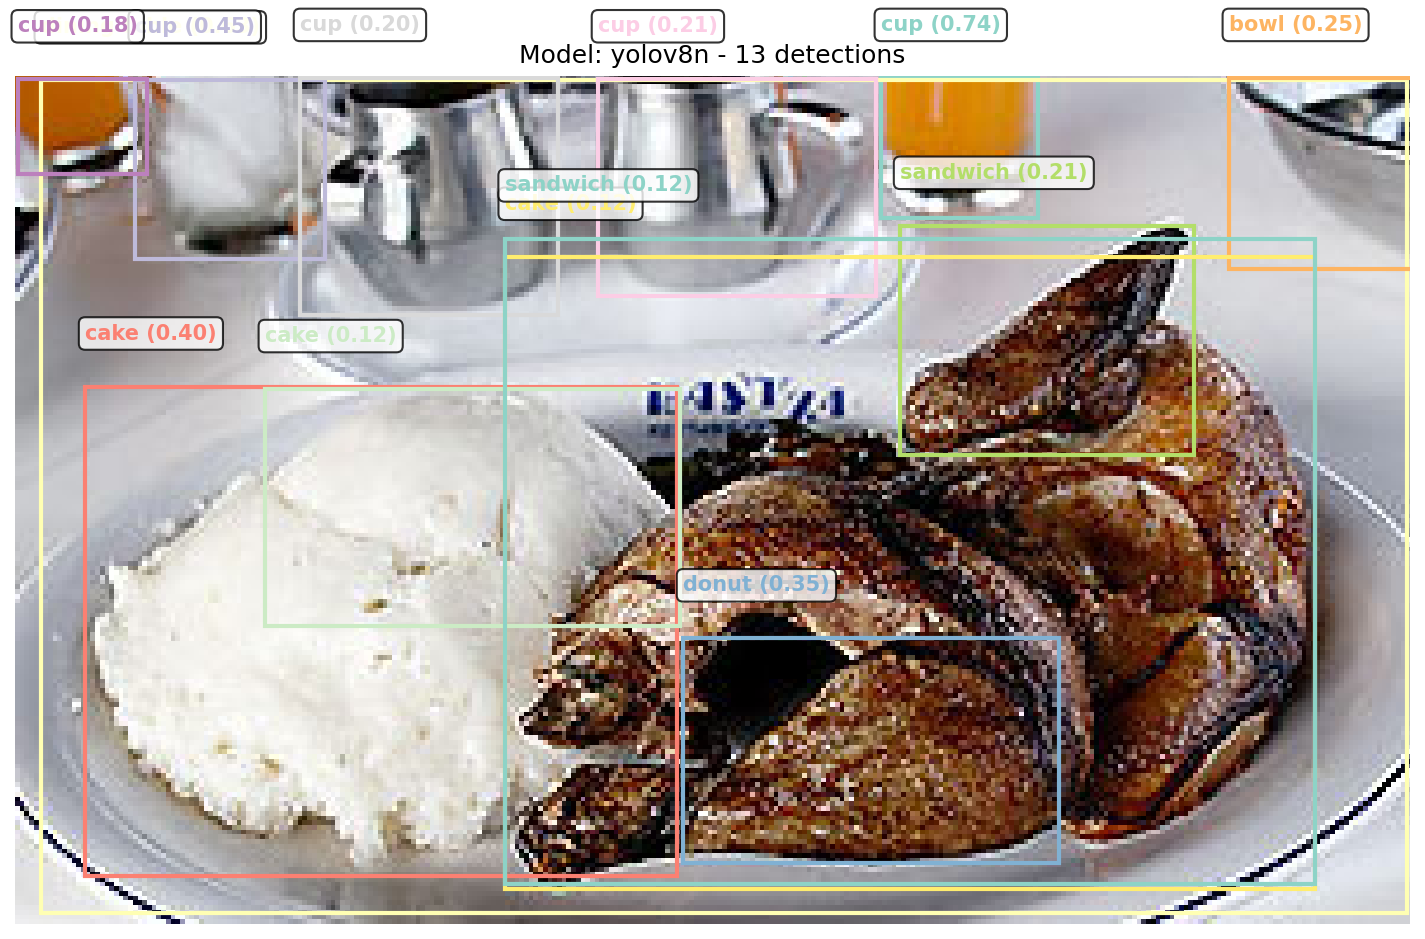 cup (0.18)
cup (0.45)
cup (0.20)
cup (0.21)
cup (0.74)
bowl (0.25)
Model: yolov8n - 13 detections
sandwich (0.12)
cake (0.12)
sandwich (0.21)
cake (0.40)
cake (0.12)
donut (0.35)